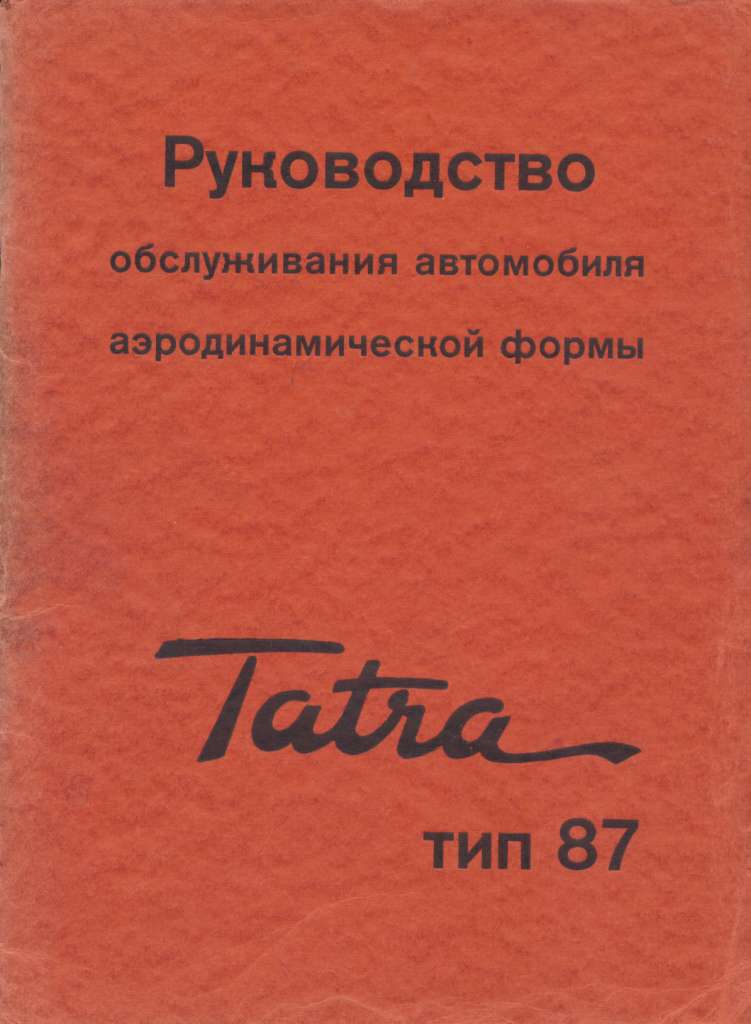 Руководство
обслуживания автомобиля
аэродинамической формы
Tatra
тип 87